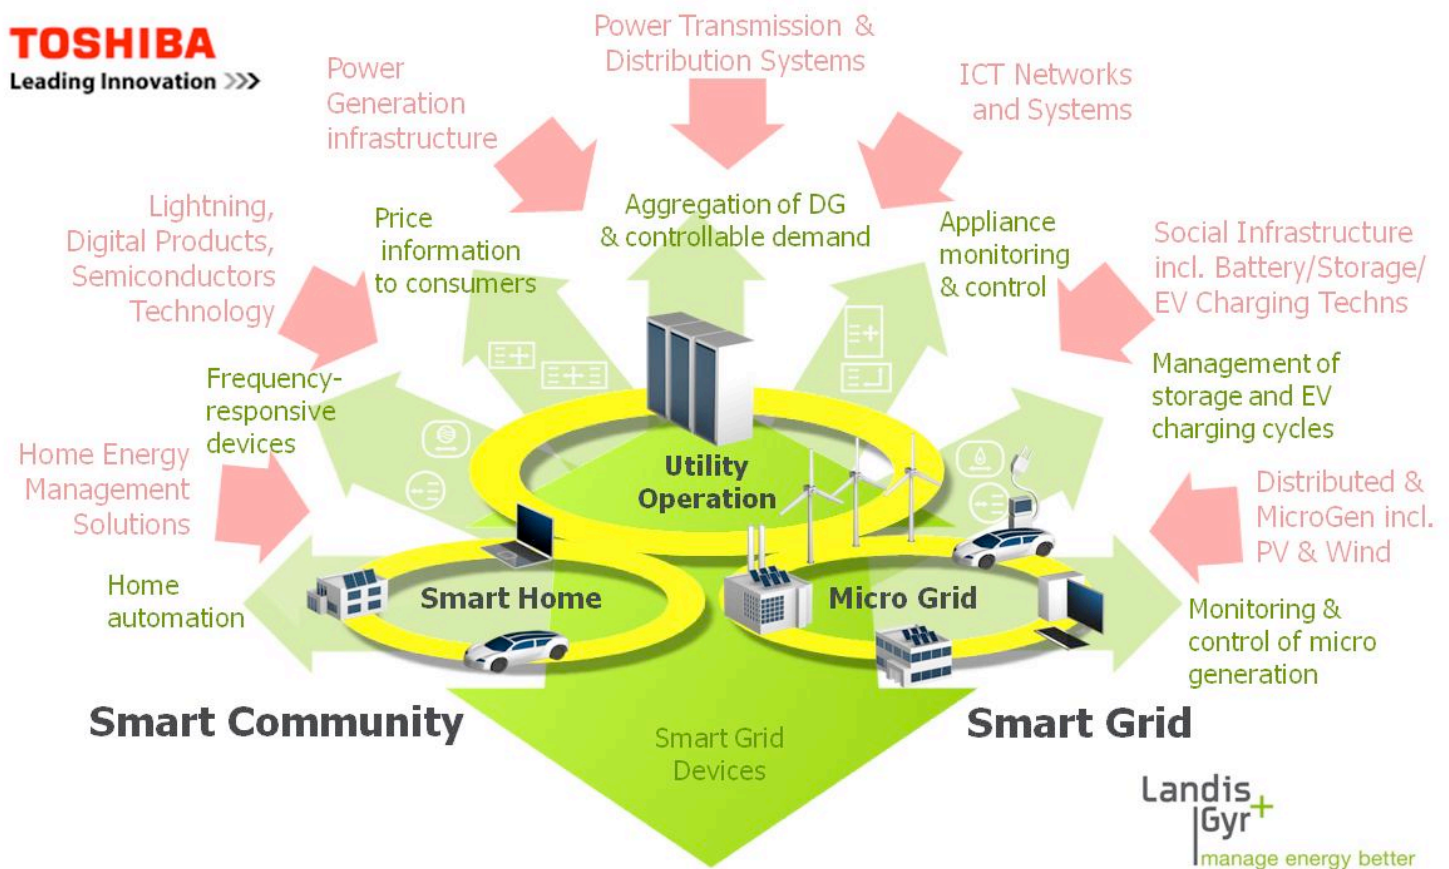 TOSHIBA
Leading Innovation >>>
Power Transmission &
Distribution Systems
Power
Generation
infrastructure
ICT Networks
and Systems
Lightning,
Digital Products,
Semiconductors
Technology
Price
information
to consumers
Aggregation of DG
& controllable demand
Appliance
monitoring
& control
Social Infrastructure
incl. Battery/Storage/
EV Charging Techns
Frequency-
responsive
devices
Management of
storage and EV
charging cycles
Home Energy
Management
Solutions
Utility
Operation
Distributed &
MicroGen incl.
PV & Wind
Home
automation
Smart Home
Micro Grid
Monitoring &
control of micro
generation
Smart Community
Smart Grid
Smart Grid
Devices
Landis
Gyr+
manage energy better